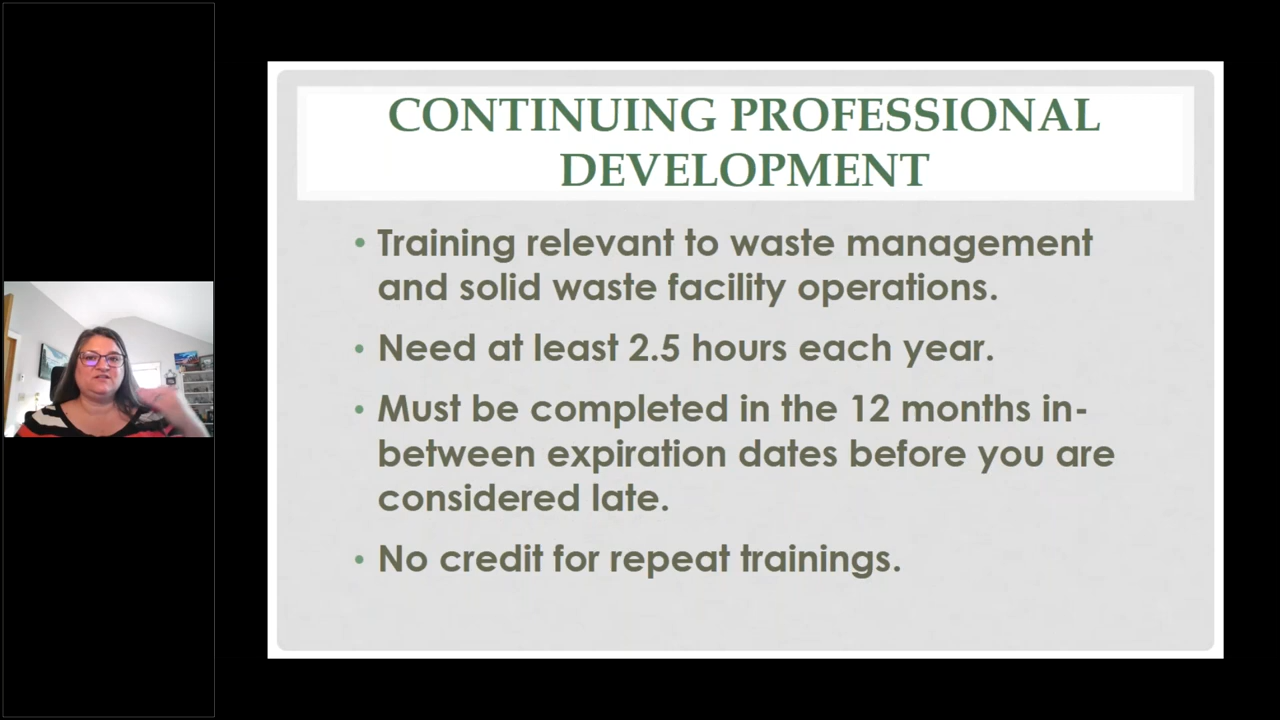 CONTINUING PROFESSIONAL
DEVELOPMENT
• Training relevant to waste management
and solid waste facility operations.
• Need at least 2.5 hours each year.
• Must be completed in the 12 months in-
between expiration dates before you are
considered late.
• No credit for repeat trainings.